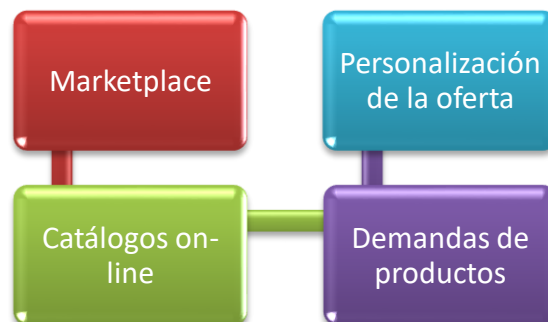 Marketplace
Personalización
de la oferta
Catálogos on-
line
Demandas de
productos